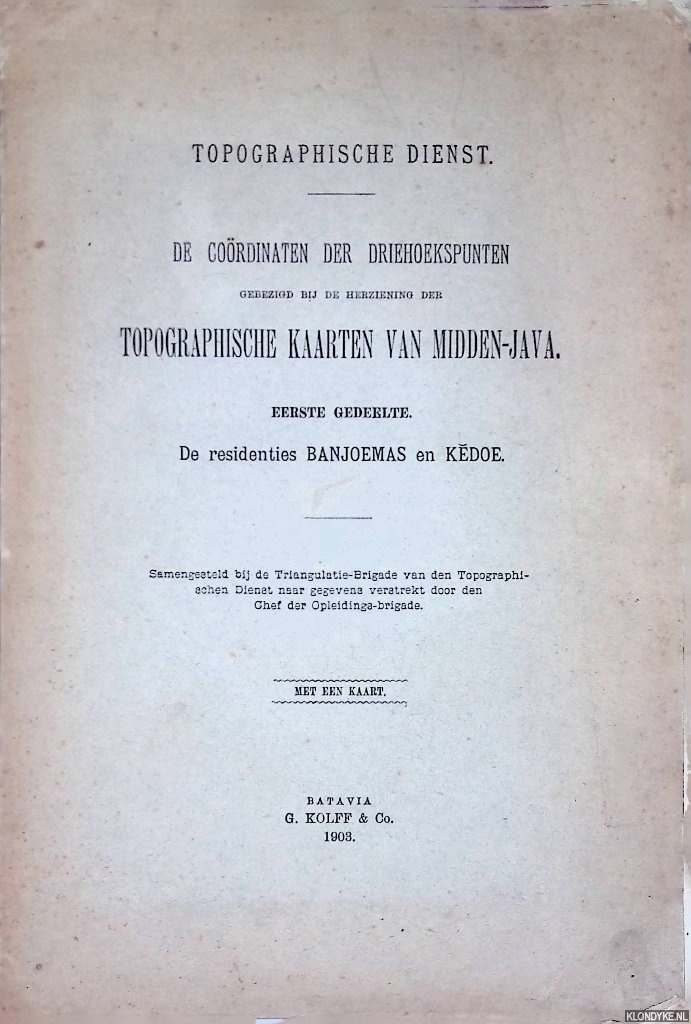 TOPOGRAPHISCHE DIENST.
DE COÖRDINATEN DER DRIEHOEKSPUNTEN
GEBEZIGD BIJ DE HERZIENING DER
TOPOGRAPHISCHE KAARTEN VAN MIDDEN-JAVA.
EERSTE GEDEELTE.
De residenties BANJOEMAS en KĔDOE.
Samengesteld bij de Triangulatie-Brigade van den Topographi-
schen Dienst naar gegevens verstrekt door den
Chef der Opleidings-brigade.
MET EEN KAART.
BATAVIA
G. KOLFF & Co.
1903.
KLONDYKE.NL